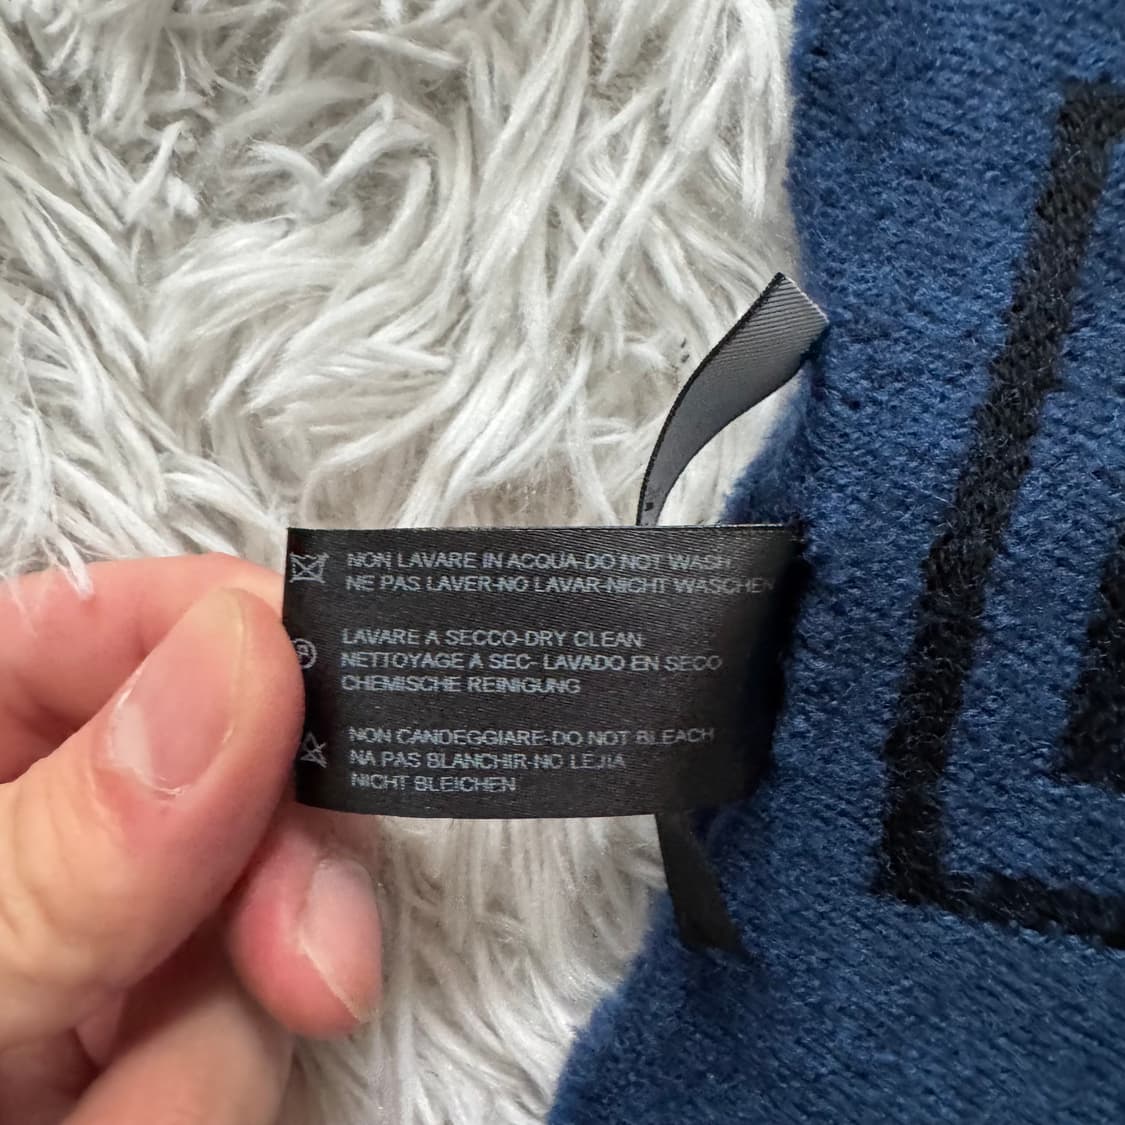 NON LAVARE IN ACQUA-DO NOT WASH
NE PAS LAVER-NO LAVAR-NICHT WASCHEN
P
LAVARE A SECCO-DRY CLEAN
NETTOYAGE A SEC- LAVADO EN SECO
CHEMISCHE REINIGUNG
NON CANDEGGIARE-DO NOT BLEACH
NA PAS BLANCHIR-NO LEJIA
NICHT BLEICHEN